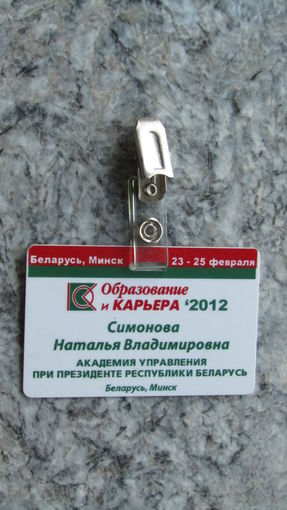 Беларусь, Минск 23 - 25 февраля
Образование
и КАРЬЕРА '2012
Симонова
Наталья Владимировна
АКАДЕМИЯ УПРАВЛЕНИЯ
ПРИ ПРЕЗИДЕНТЕ РЕСПУБЛИКИ БЕЛАРУСЬ
Беларусь, Минск